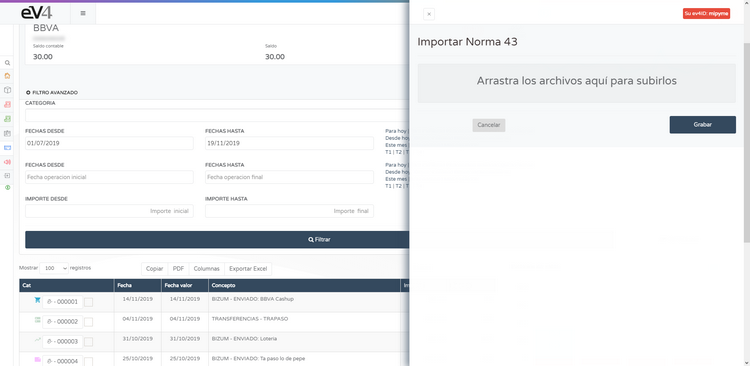 eV4
BBVA
Saldo contable
Saldo
30.00
30.00
FILTRO AVANZADO
CATEGORIA
FECHAS DESDE
FECHAS HASTA
01/07/2019
19/11/2019
Para hoy
Desde hoy
Este mes
T1 | T2 | T
FECHAS DESDE
FECHAS HASTA
Fecha operacion inicial
Fecha operacion final
Para hoy
Desde hoy
Este mes
T1 | T2 | T
IMPORTE DESDE
IMPORTE HASTA
Importe inicial
Importe final
Filtrar
Mostrar 100 registros
Copiar PDF Columnas Exportar Excel
Cat Fecha Fecha valor Concepto Im
- 000001 14/11/2019 14/11/2019 BIZUM - ENVIADO: BBVA Cashup
- 000002 04/11/2019 04/11/2019 TRANSFERENCIAS - TRAPASO
- 000003 31/10/2019 31/10/2019 BIZUM - ENVIADO: Loteria
- 000004 25/10/2019 25/10/2019 BIZUM - ENVIADO: Ta paso lo de pepe
×
Su ev4ID: mipyme
Importar Norma 43
Arrastra los archivos aquí para subirlos
Cancelar
Grabar